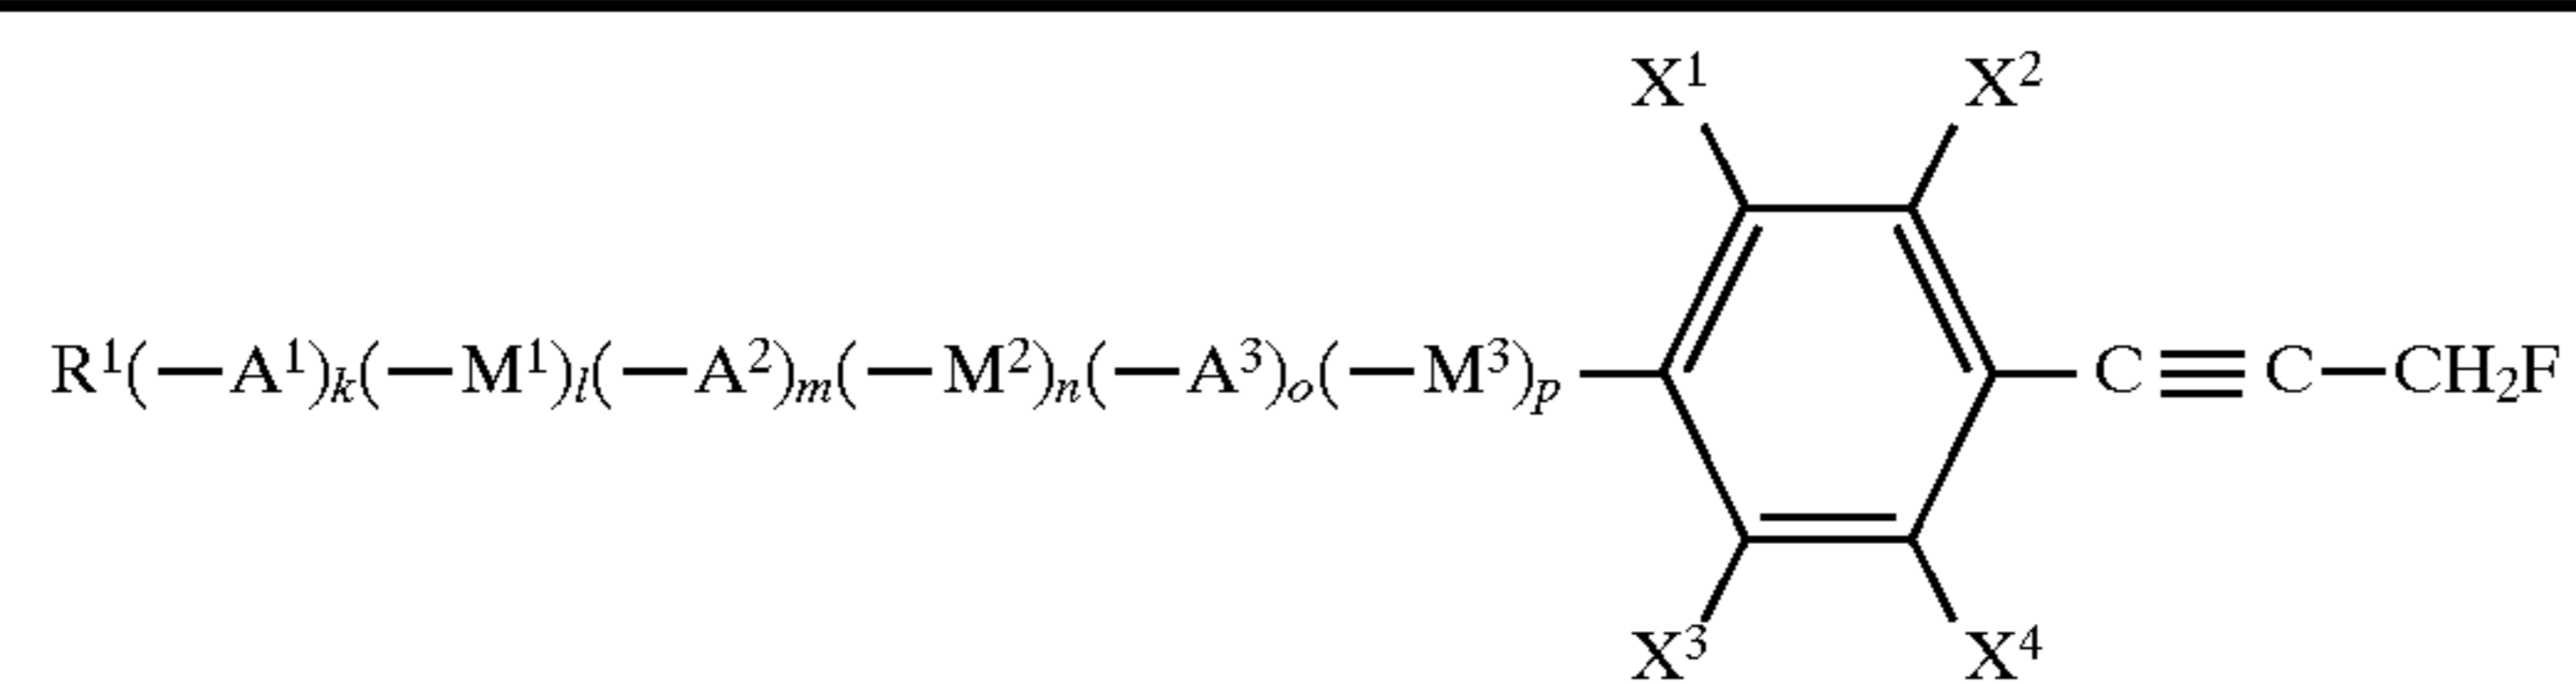 X¹ X²
R¹(—A¹)ₖ(—M¹)ₗ(—A²)ₘ(—M²)ₙ(—A³)ₒ(—M³)ₚ— —C≡C—CH₂F
X³ X⁴